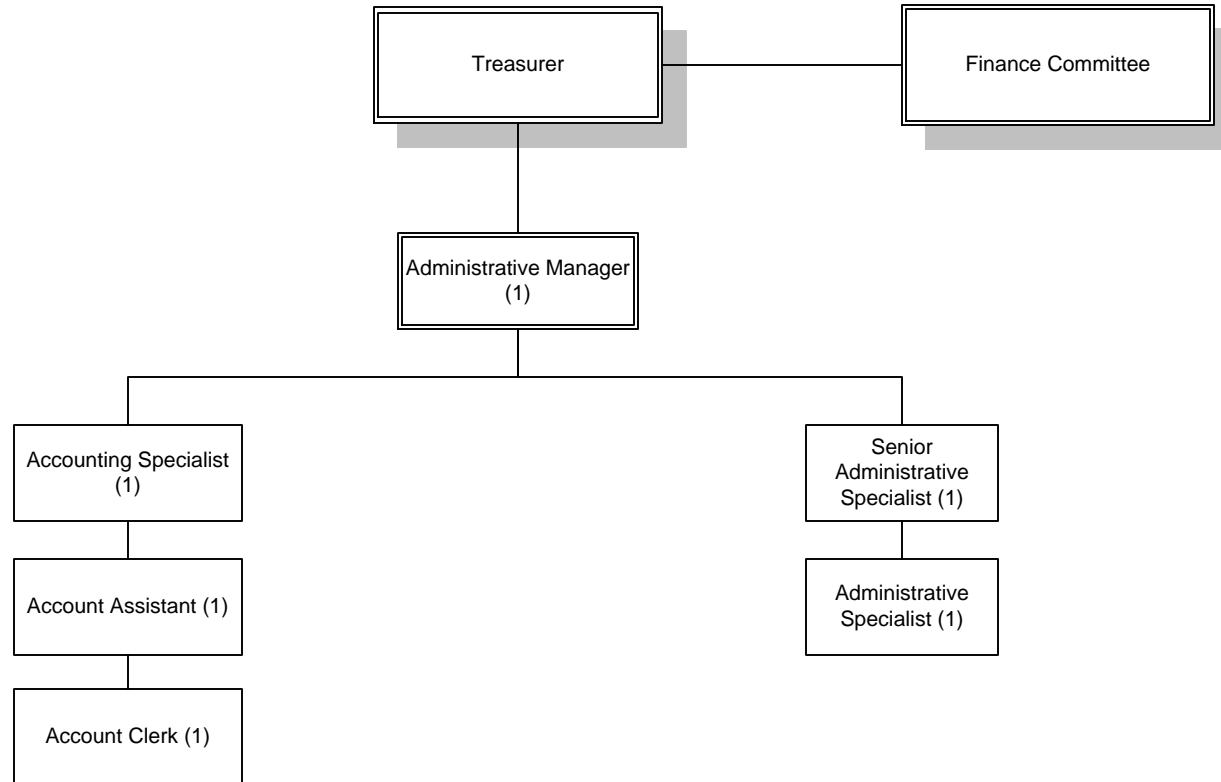 Treasurer
Finance Committee
Administrative Manager
(1)
Accounting Specialist
(1)
Senior
Administrative
Specialist (1)
Account Assistant (1)
Administrative
Specialist (1)
Account Clerk (1)